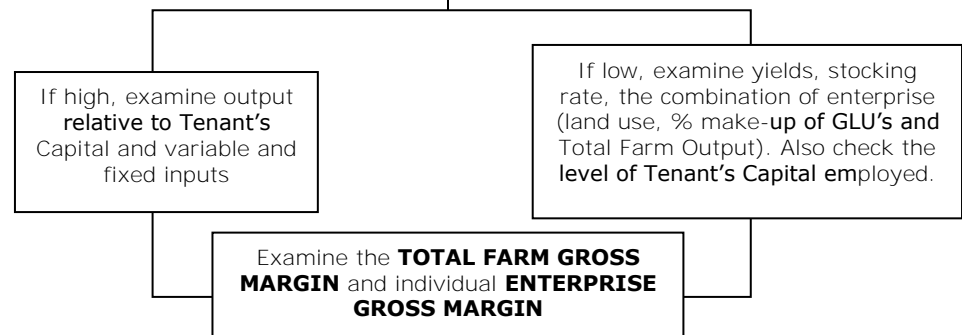 If high, examine output
relative to Tenant's
Capital and variable and
fixed inputs
If low, examine yields, stocking
rate, the combination of enterprise
(land use, % make-up of GLU's and
Total Farm Output). Also check the
level of Tenant's Capital employed.
Examine the TOTAL FARM GROSS
MARGIN and individual ENTERPRISE
GROSS MARGIN